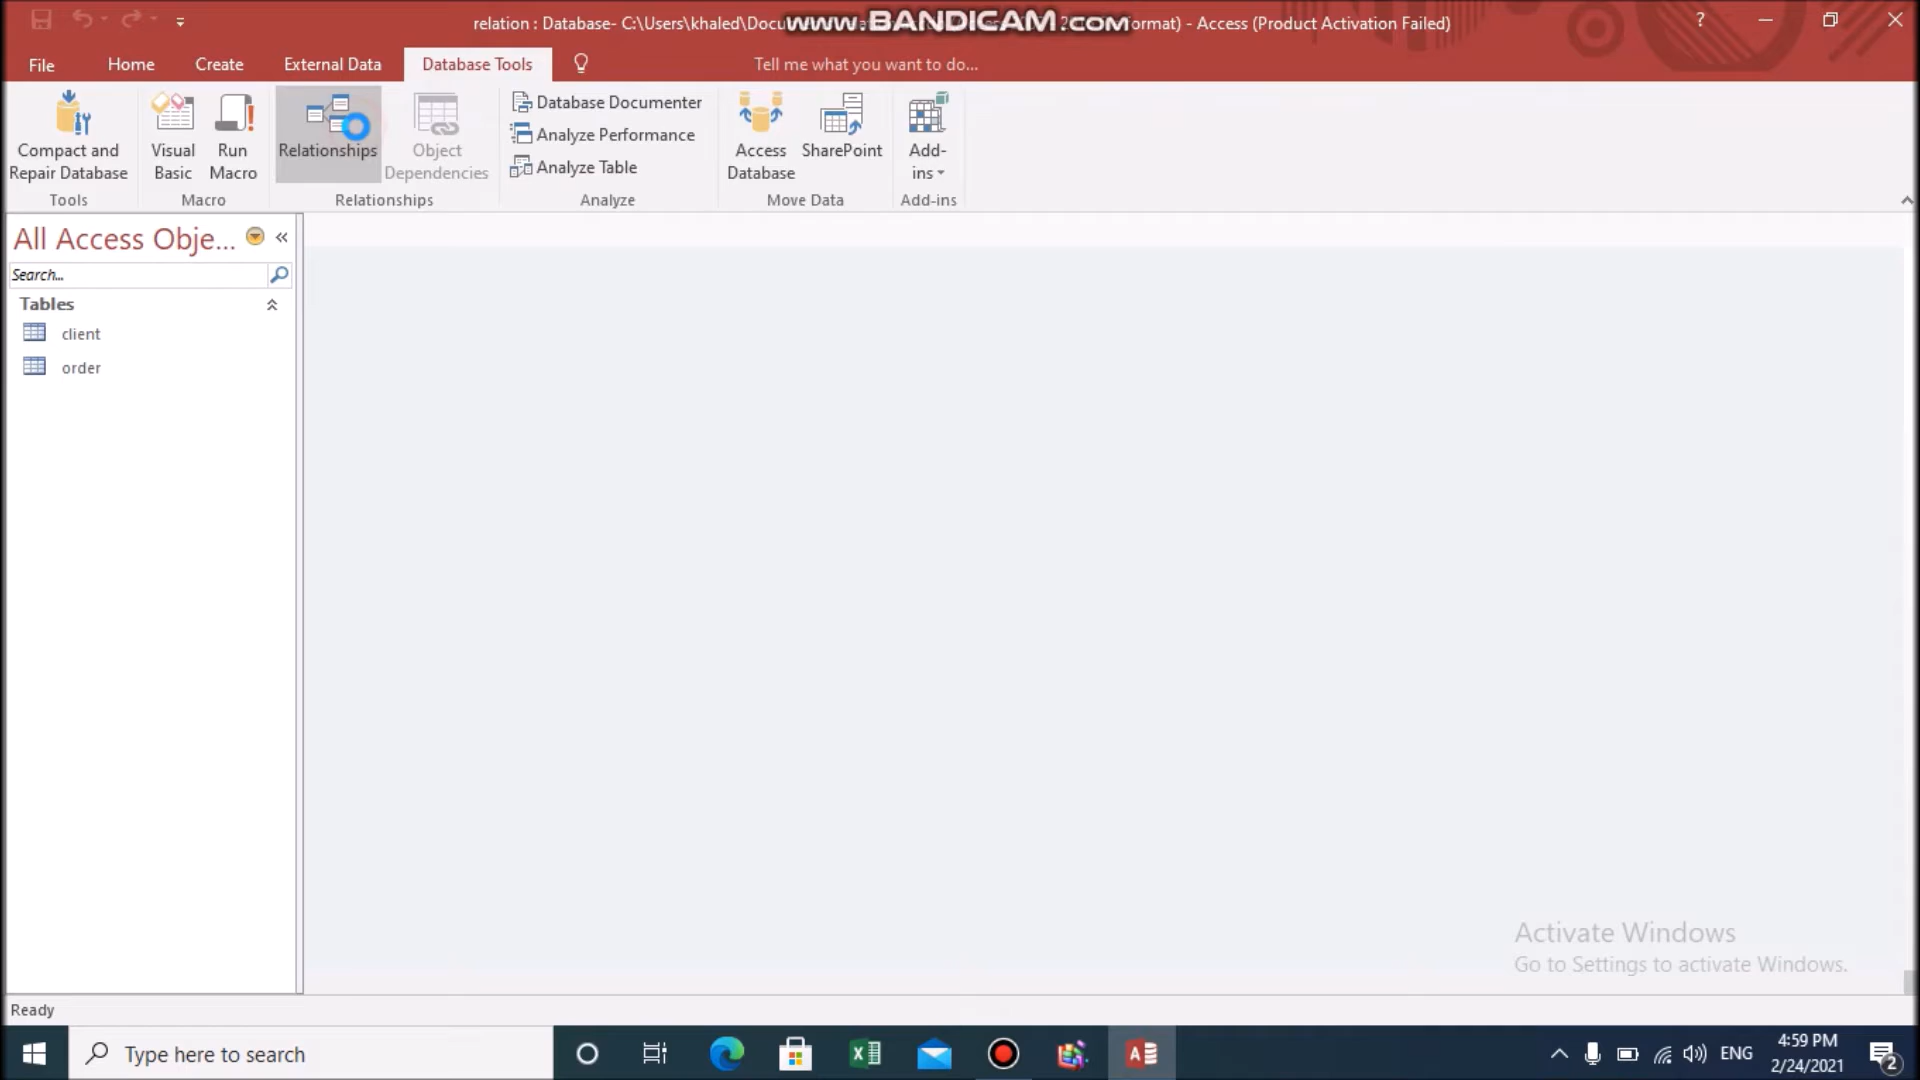 relation : Database- C:\Users\khaled\Docu
www.BANDICAM.com
Format) - Access (Product Activation Failed)
?
File
Home
Create
External Data
Database Tools
Tell me what you want to do...
Compact and
Repair Database
Visual
Basic
Run
Macro
Relationships
Object
Dependencies
Database Documenter
Analyze Performance
Analyze Table
Access
Database
SharePoint
Add-
ins
Tools
Macro
Relationships
Analyze
Move Data
Add-ins
All Access Obje...
Search...
Tables
client
order
Activate Windows
Go to Settings to activate Windows.
Ready
Type here to search
ENG
4:59 PM
2/24/2021
2